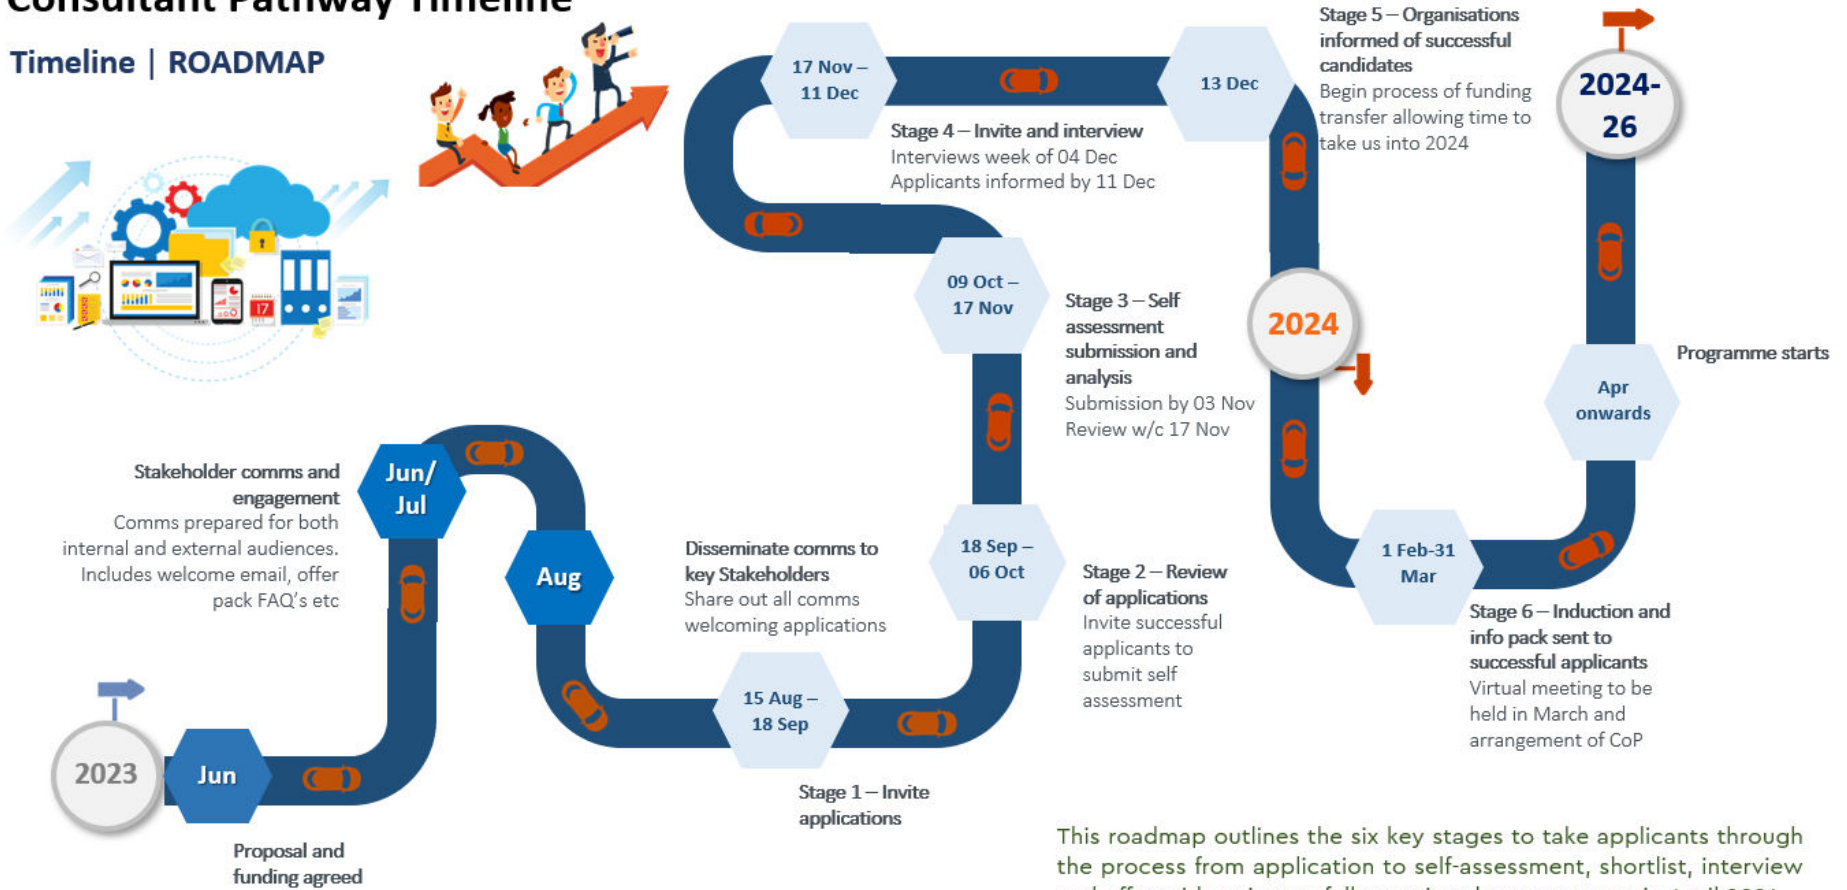 Consultant Pathway Timeline
Timeline | ROADMAP
2023
Jun
Proposal and
funding agreed
Jun/
Jul
Stakeholder comms and
engagement
Comms prepared for both
internal and external audiences.
Includes welcome email, offer
pack FAQ's etc
Aug
Disseminate comms to
key Stakeholders
Share out all comms
welcoming applications
15 Aug –
18 Sep
Stage 1 – Invite
applications
18 Sep –
06 Oct
Stage 2 – Review
of applications
Invite successful
applicants to
submit self
assessment
09 Oct –
17 Nov
Stage 3 – Self
assessment
submission and
analysis
Submission by 03 Nov
Review w/c 17 Nov
17 Nov –
11 Dec
Stage 4 – Invite and interview
Interviews week of 04 Dec
Applicants informed by 11 Dec
13 Dec
Stage 5 – Organisations
informed of successful
candidates
Begin process of funding
transfer allowing time to
take us into 2024
2024
1 Feb-31
Mar
Stage 6 – Induction and
info pack sent to
successful applicants
Virtual meeting to be
held in March and
arrangement of CoP
Apr
onwards
Programme starts
2024-
26
17
This roadmap outlines the six key stages to take applicants through
the process from application to self-assessment, shortlist, interview